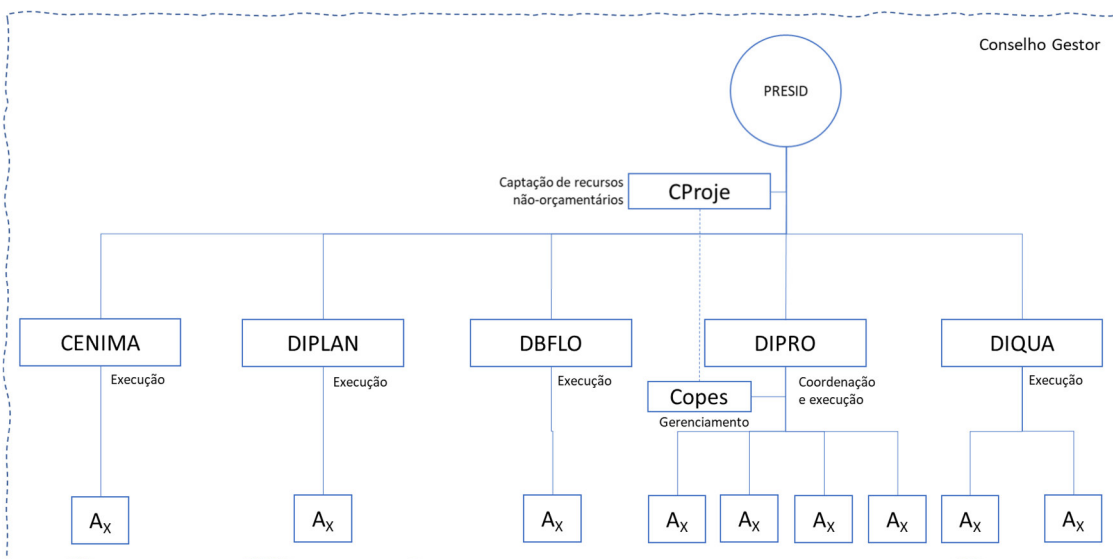 Conselho Gestor
PRESID
Captação de recursos
não-orçamentários
CProje
CENIMA
DIPLAN
DBFLO
DIPRO
DIQUA
Execução
Execução
Execução
Coordenação
e execução
Execução
Copes
Gerenciamento
Ax
Ax
Ax
Ax
Ax
Ax
Ax
Ax
Ax